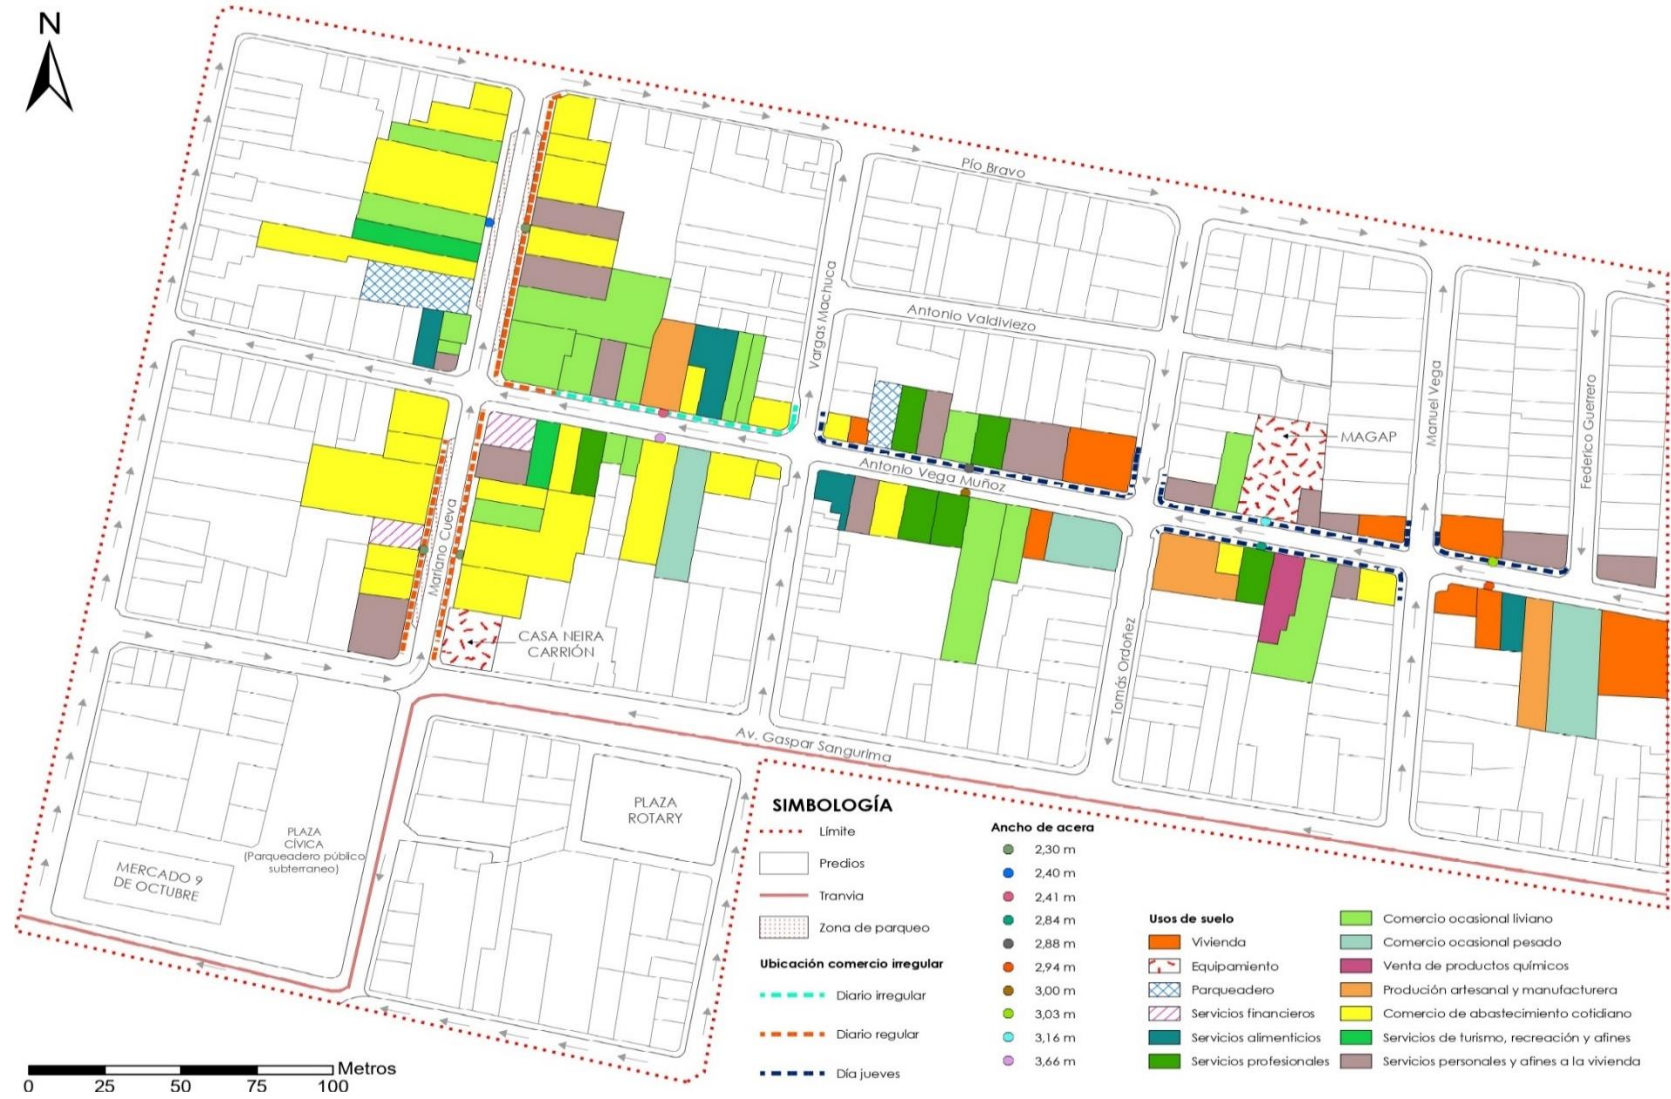 N
Pío Bravo
Vargas Machuca
Antonio Valdiviezo
Manuel Vega
Federico Guerrero
MAGAP
Antonio Vega Muñoz
Mariano Cueva
CASA NEIRA
CARRIÓN
Tomás Ordoñez
Av. Gaspar Sangurima
PLAZA
ROTARY
PLAZA
CÍVICA
(Parqueadero público
subterraneo)
MERCADO 9
DE OCTUBRE
SIMBOLOGÍA
Límite
Predios
Tranvia
Zona de parqueo
Ubicación comercio irregular
Diario irregular
Diario regular
Día jueves
Ancho de acera
2,30 m
2,40 m
2,41 m
2,84 m
2,88 m
2,94 m
3,00 m
3,03 m
3,16 m
3,66 m
Usos de suelo
Vivienda
Equipamiento
Parqueadero
Servicios financieros
Servicios alimenticios
Servicios profesionales
Comercio ocasional liviano
Comercio ocasional pesado
Venta de productos químicos
Produción artesanal y manufacturera
Comercio de abastecimiento cotidiano
Servicios de turismo, recreación y afines
Servicios personales y afines a la vivienda
Metros
0 25 50 75 100